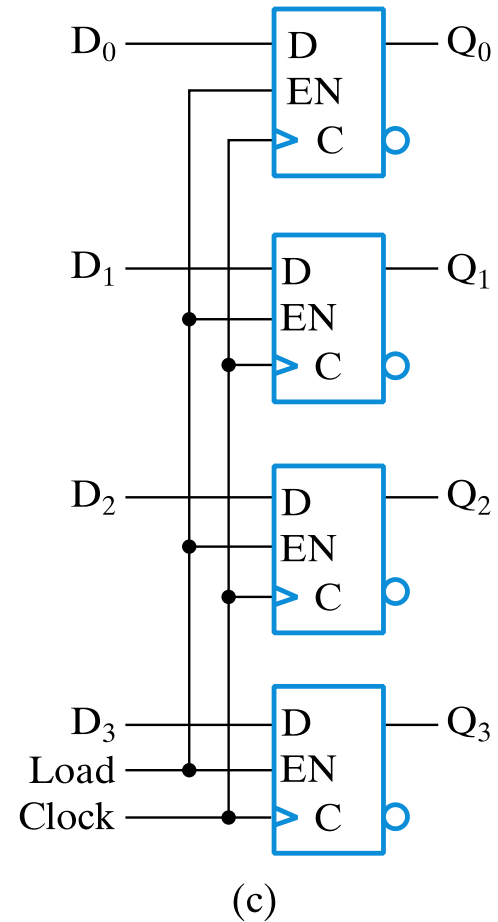 D₀ D Q₀
EN
C
D₁ D Q₁
EN
C
D₂ D Q₂
EN
C
D₃ D Q₃
Load EN
Clock C
(c)